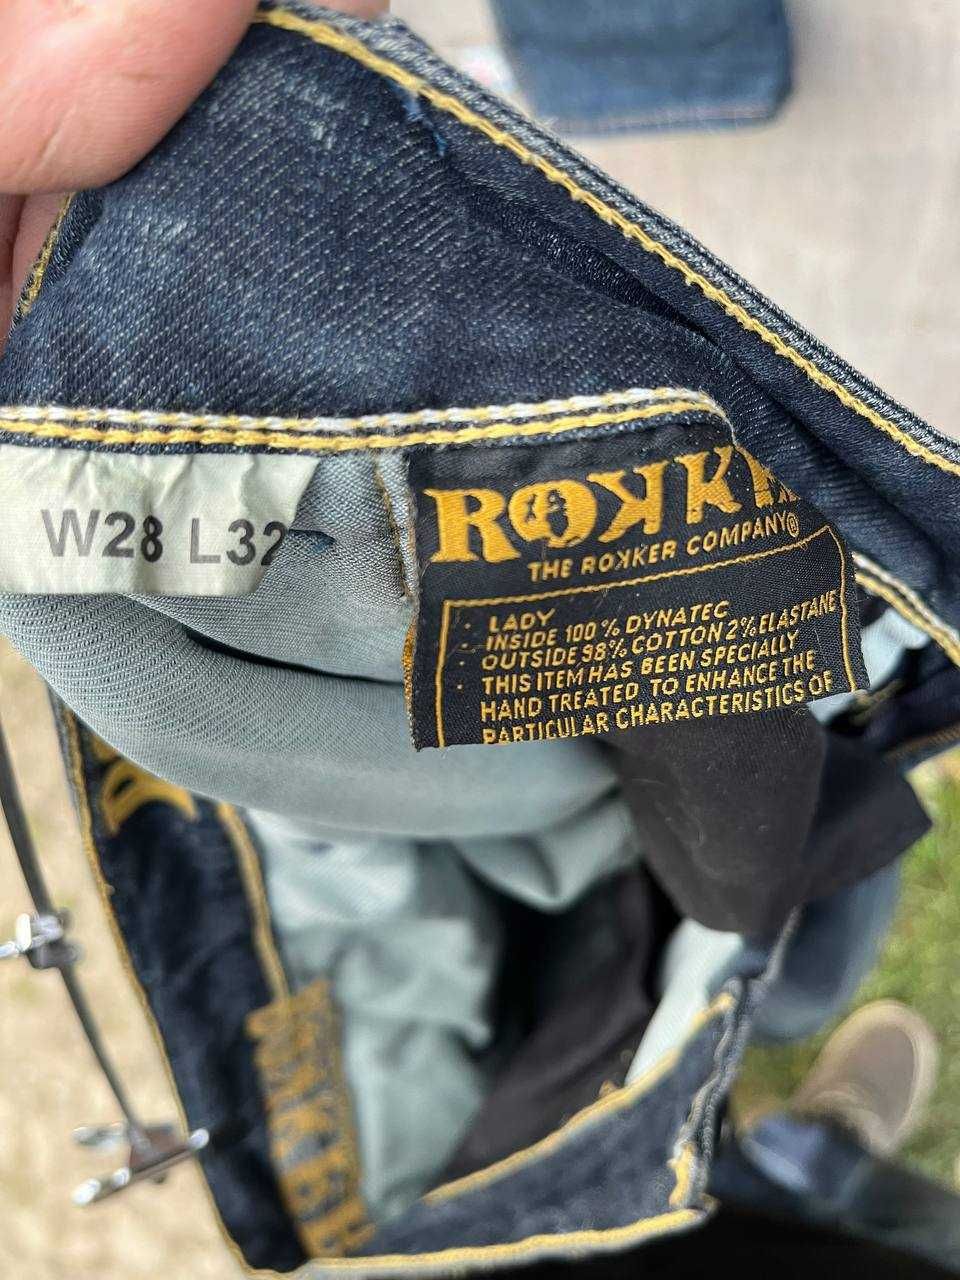 W28 L32
ROKKE
THE ROKKER COMPANY®
· LADY
· INSIDE 100% DYNATEC
· OUTSIDE 98% COTTON 2% ELASTANE
· THIS ITEM HAS BEEN SPECIALLY
HAND TREATED TO ENHANCE THE
PARTICULAR CHARACTERISTICS OF